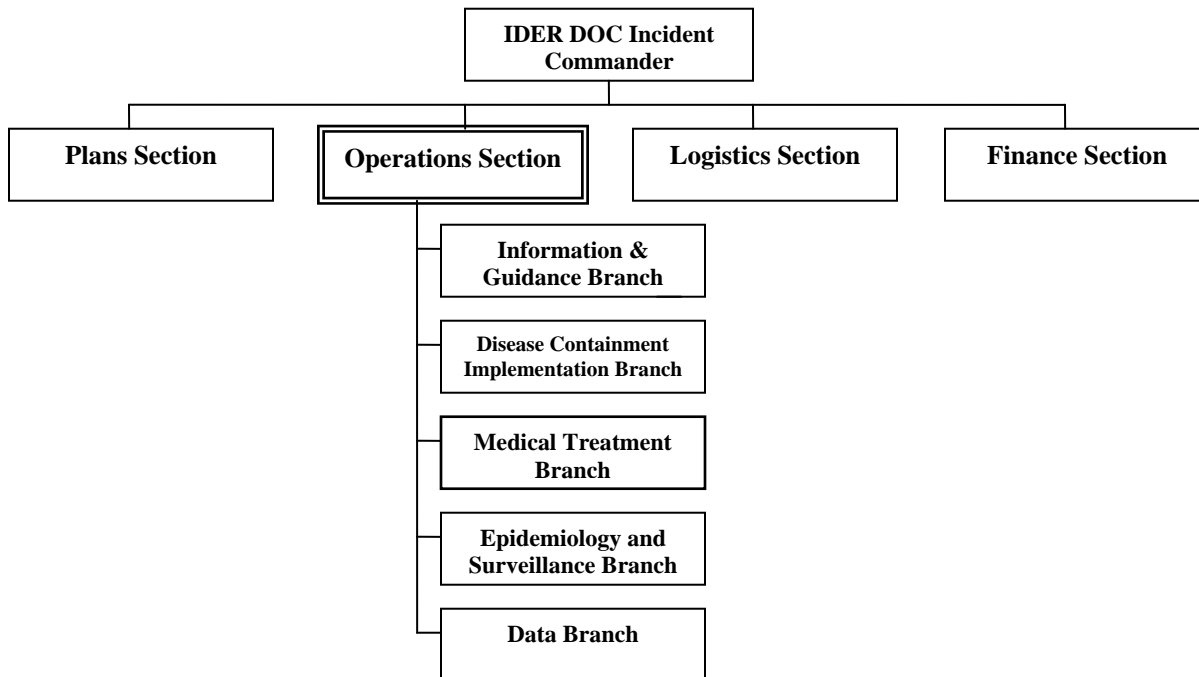 IDER DOC Incident
Commander
Plans Section
Operations Section
Logistics Section
Finance Section
Information &
Guidance Branch
Disease Containment
Implementation Branch
Medical Treatment
Branch
Epidemiology and
Surveillance Branch
Data Branch